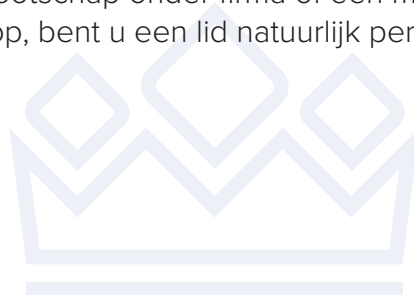 ootschap onder firma of een m
op, bent u een lid natuurlijk per